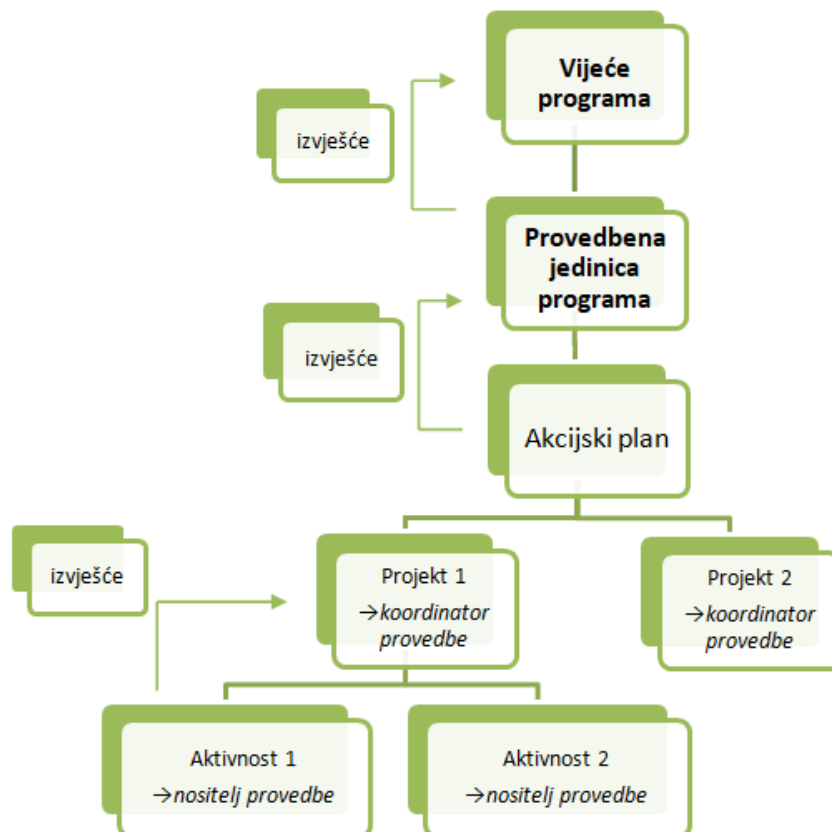 Vijeće
programa
izvješće
Provedbena
jedinica
programa
izvješće
Akcijski plan
izvješće
Projekt 1
→koordinator
provedbe
Projekt 2
→koordinator
provedbe
Aktivnost 1
→nositelj provedbe
Aktivnost 2
→nositelj provedbe